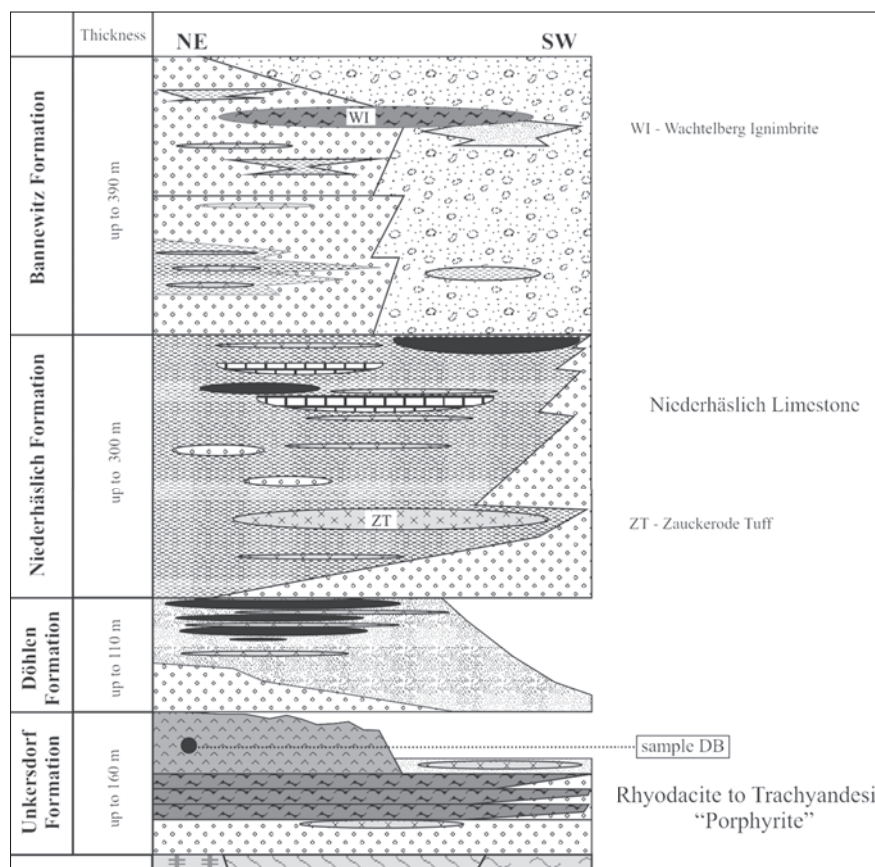 Thickness
NE
SW
Bannewitz Formation
up to 390 m
WI
WI - Wachtelberg Ignimbrite
Niederhäslich Formation
up to 300 m
Niederhäslich Limestone
ZT
ZT - Zauckerode Tuff
Döhlen
Formation
up to 110 m
Unkersdorf
Formation
up to 160 m
sample DB
Rhyodacite to Trachyandesi
“Porphyrite”